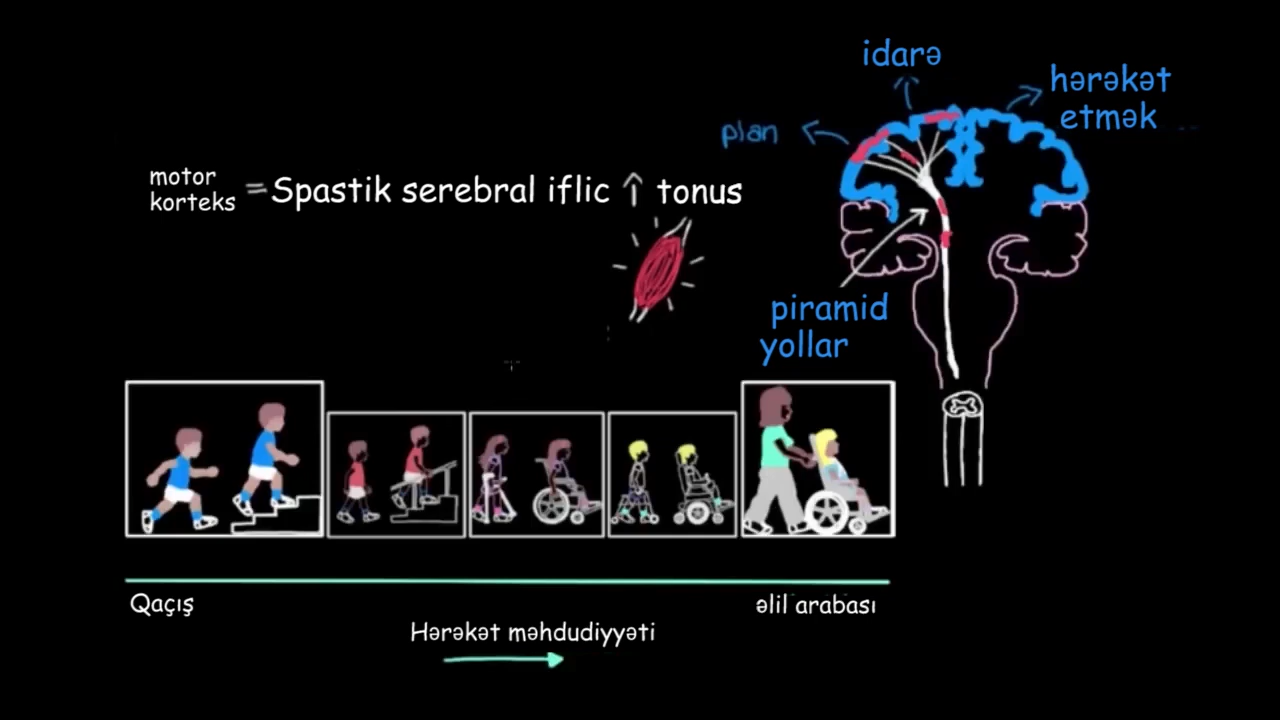 idarə
hərəkət
etmək
plan
motor
korteks
= Spastik serebral iflic ↑ tonus
piramid
yollar
Qaçış
əlil arabası
Hərəkət məhdudiyyəti